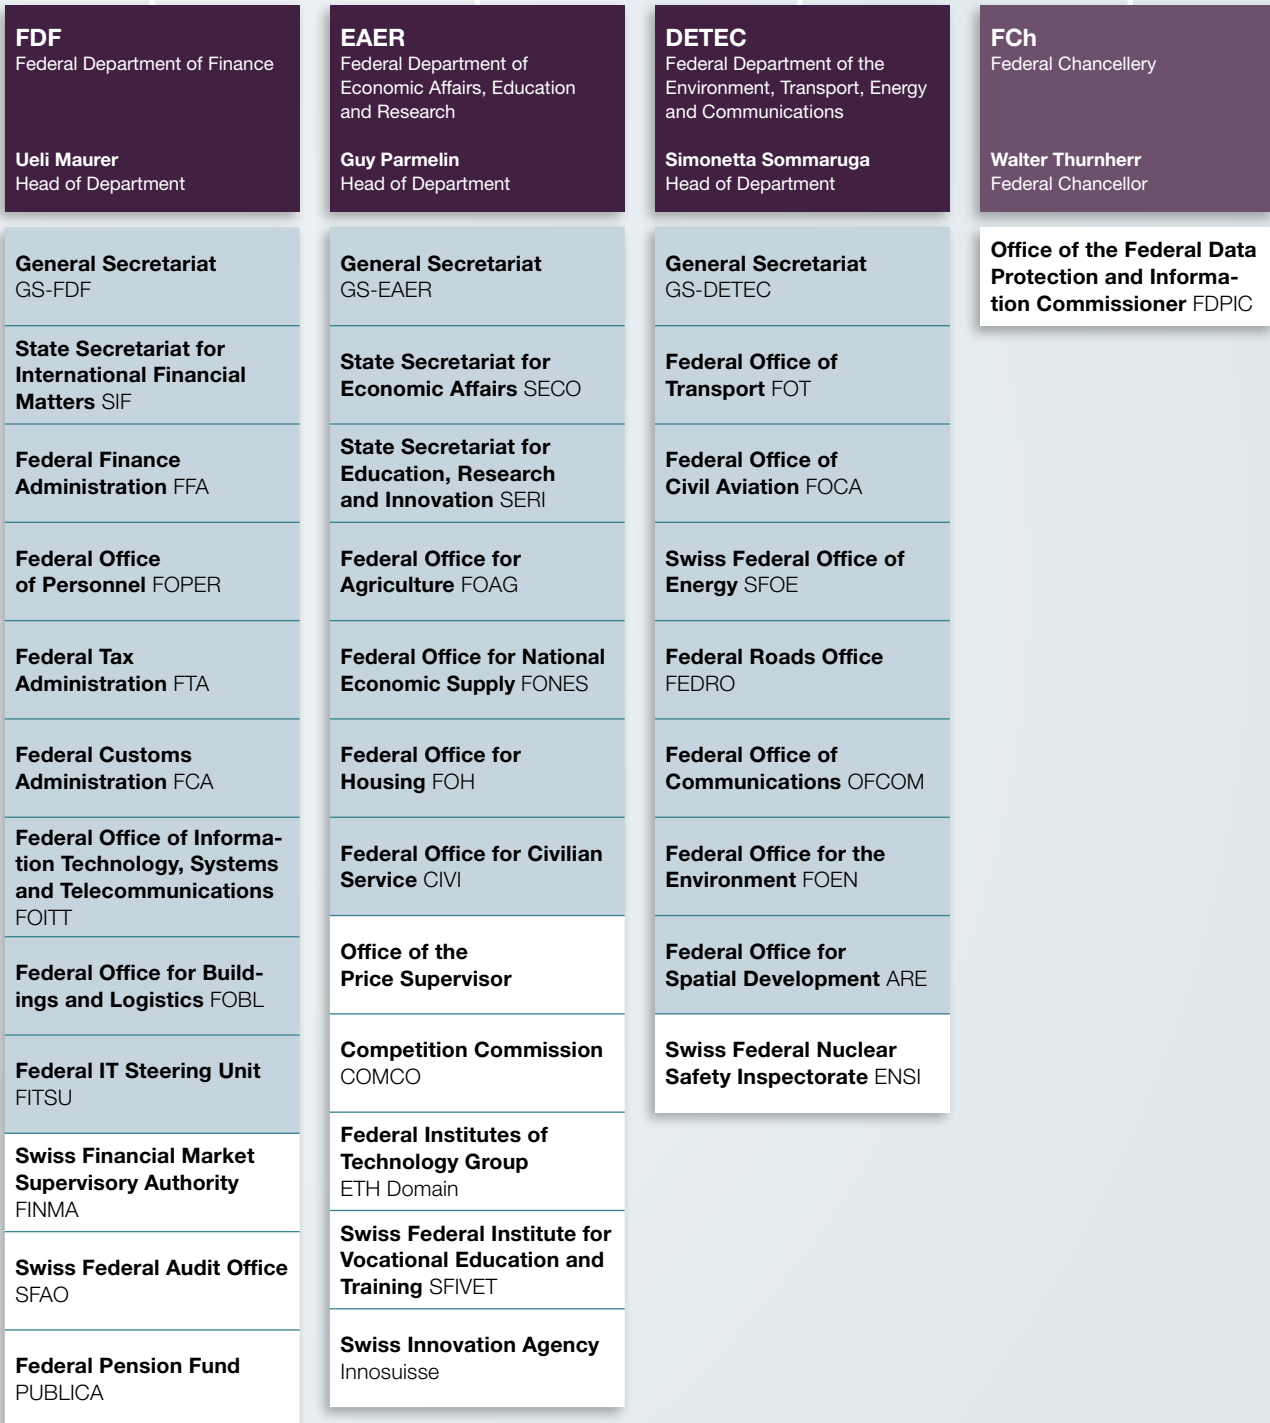 FDF
Federal Department of Finance
Ueli Maurer
Head of Department
General Secretariat
GS-FDF
State Secretariat for
International Financial
Matters SIF
Federal Finance
Administration FFA
Federal Office
of Personnel FOPER
Federal Tax
Administration FTA
Federal Customs
Administration FCA
Federal Office of Informa-
tion Technology, Systems
and Telecommunications
FOITT
Federal Office for Build-
ings and Logistics FOBL
Federal IT Steering Unit
FITSU
Swiss Financial Market
Supervisory Authority
FINMA
Swiss Federal Audit Office
SFAO
Federal Pension Fund
PUBLICA
EAER
Federal Department of
Economic Affairs, Education
and Research
Guy Parmelin
Head of Department
General Secretariat
GS-EAER
State Secretariat for
Economic Affairs SECO
State Secretariat for
Education, Research
and Innovation SERI
Federal Office for
Agriculture FOAG
Federal Office for National
Economic Supply FONES
Federal Office for
Housing FOH
Federal Office for Civilian
Service CIVI
Office of the
Price Supervisor
Competition Commission
COMCO
Federal Institutes of
Technology Group
ETH Domain
Swiss Federal Institute for
Vocational Education and
Training SFIVET
Swiss Innovation Agency
Innosuisse
DETEC
Federal Department of the
Environment, Transport, Energy
and Communications
Simonetta Sommaruga
Head of Department
General Secretariat
GS-DETEC
Federal Office of
Transport FOT
Federal Office of
Civil Aviation FOCA
Swiss Federal Office of
Energy SFOE
Federal Roads Office
FEDRO
Federal Office of
Communications OFCOM
Federal Office for the
Environment FOEN
Federal Office for
Spatial Development ARE
Swiss Federal Nuclear
Safety Inspectorate ENSI
FCh
Federal Chancellery
Walter Thurnherr
Federal Chancellor
Office of the Federal Data
Protection and Informa-
tion Commissioner FDPIC